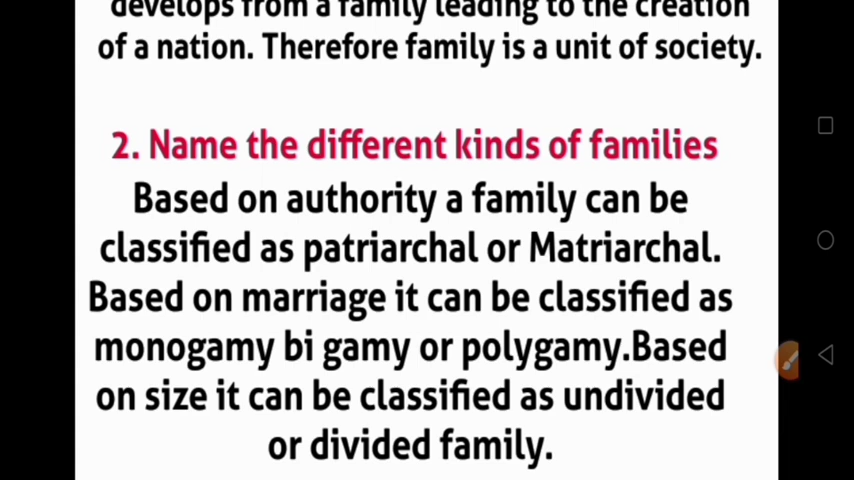 develops from a family leading to the creation
of a nation. Therefore family is a unit of society.
2. Name the different kinds of families
Based on authority a family can be
classified as patriarchal or Matriarchal.
Based on marriage it can be classified as
monogamy bi gamy or polygamy.Based
on size it can be classified as undivided
or divided family.